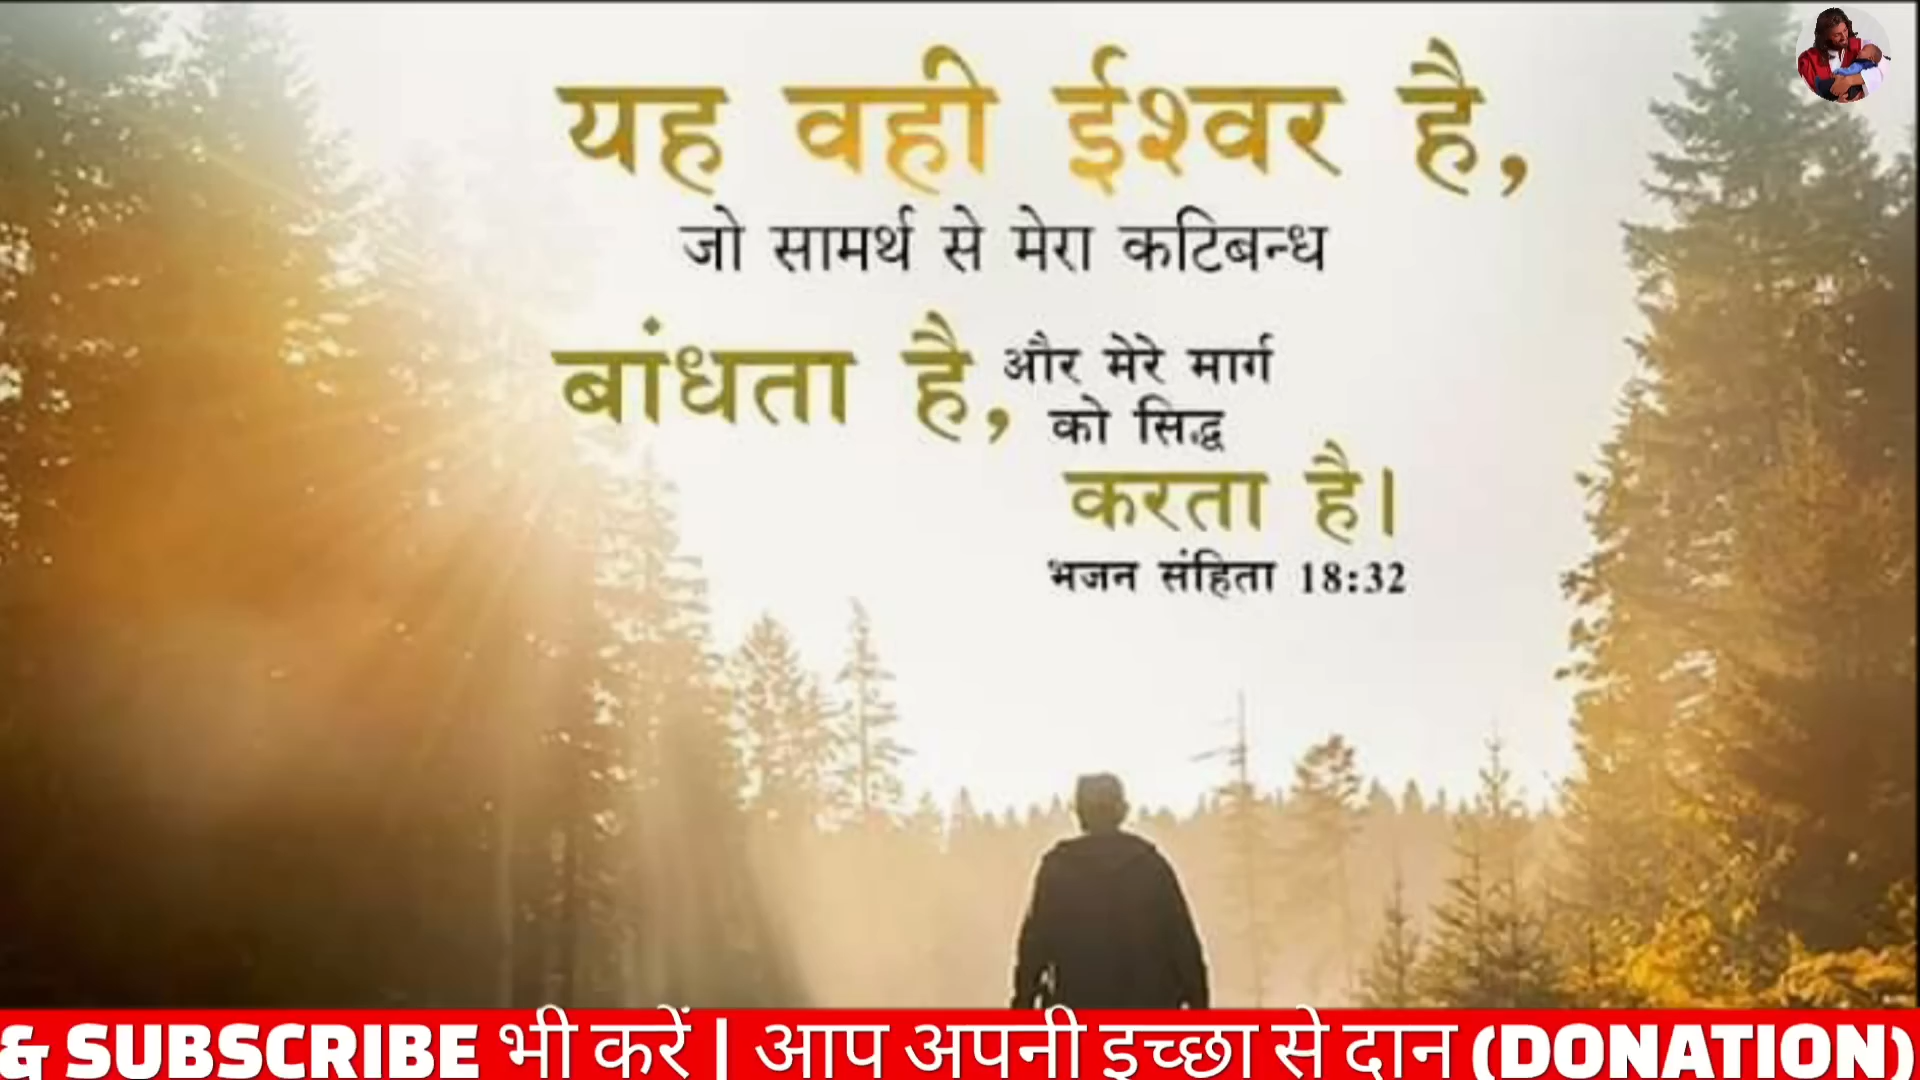 यह वही ईश्वर है,
जो सामर्थ से मेरा कटिबन्ध
बांधता है, और मेरे मार्ग
को सिद्ध
करता है।
भजन संहिता 18:32
& SUBSCRIBE भी करें | आप अपनी इच्छा से दान (DONATION)